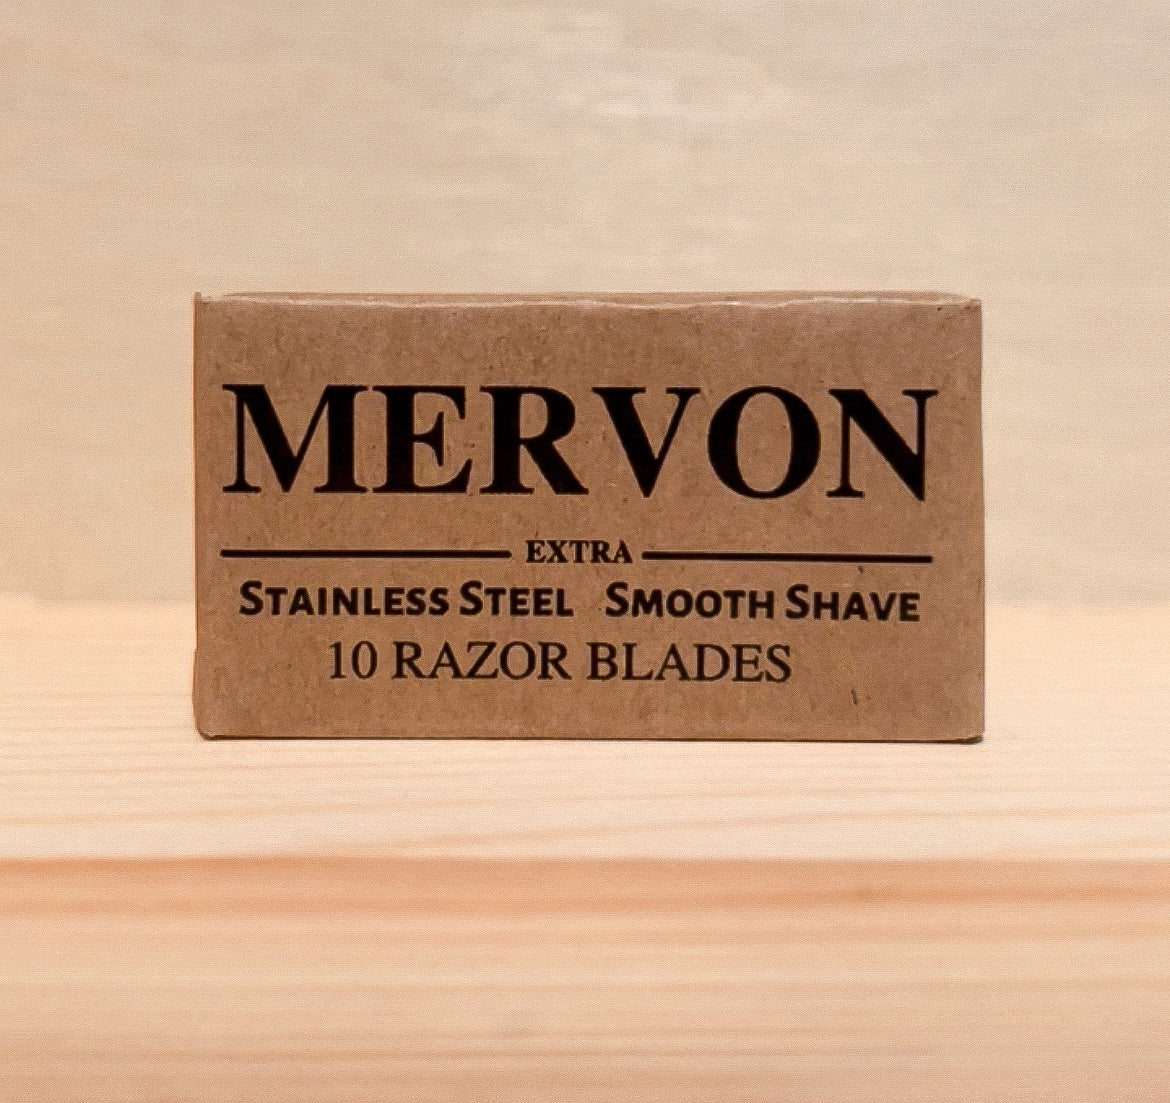 MERVON
EXTRA
STAINLESS STEEL SMOOTH SHAVE
10 RAZOR BLADES